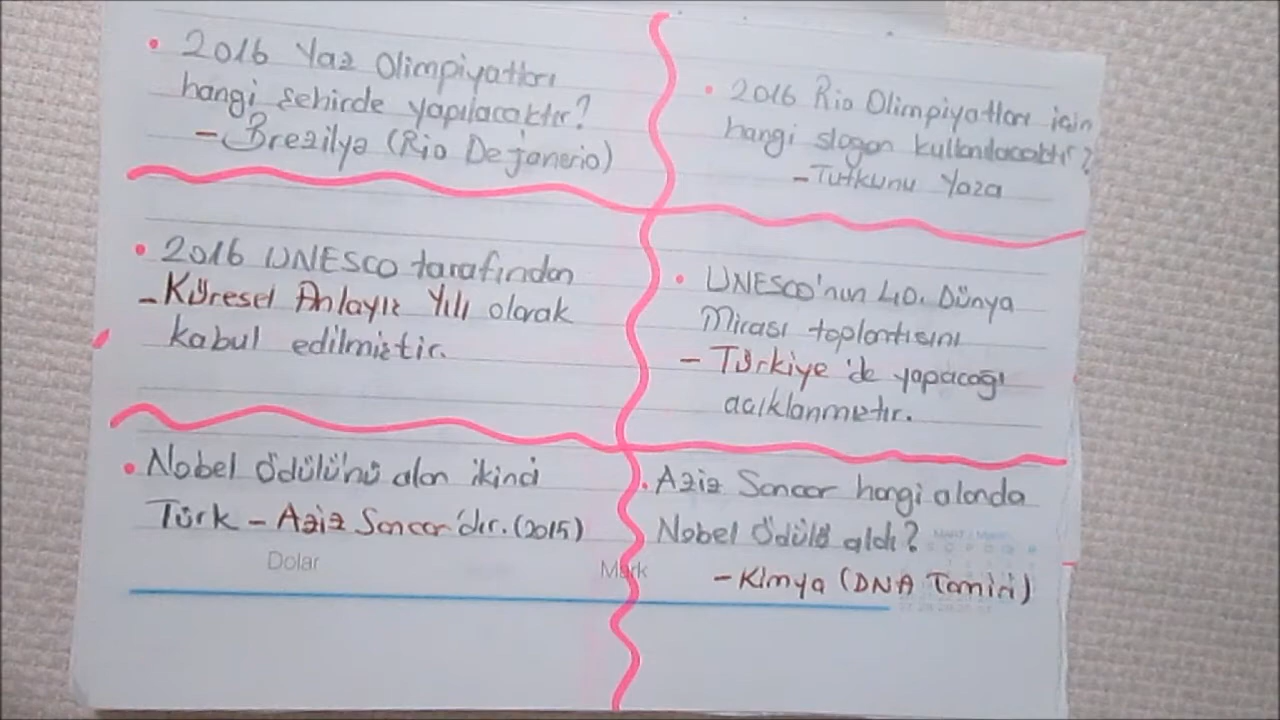 • 2016 Yaz Olimpiyatları
hangi şehirde yapılacaktır?
- Brezilya (Rio De janerio)
• 2016 Rio Olimpiyatları için
hangi slogan kullanılacaktır?
- Tutkunu Yaşa
• 2016 UNESCO tarafından
- Küresel Anlayış Yılı olarak
kabul edilmiştir.
• UNESCO'nun 40. Dünya
Mirası toplantısını
- Türkiye'de yapacağı
açıklanmıştır.
• Nobel Ödülünü alan ikinci
Türk - Aziz Sancar'dır. (2015)
• Aziz Sancar hangi alanda
Nobel Ödülü aldı?
- Kimya (DNA Tamiri)
Dolar
Mark